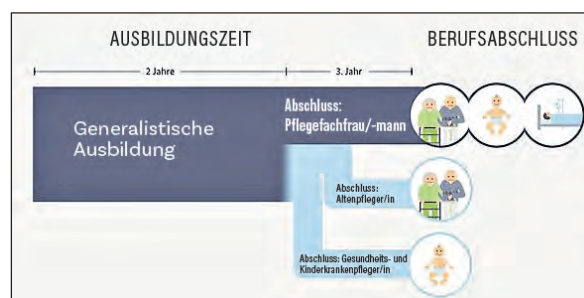 AUSBILDUNGSZEIT
BERUFSABSCHLUSS
2 Jahre
3. Jahr
Generalistische
Ausbildung
Abschluss:
Pflegefachfrau/-mann
Abschluss:
Altenpfleger/in
Abschluss: Gesundheits- und
Kinderkrankenpfleger/in